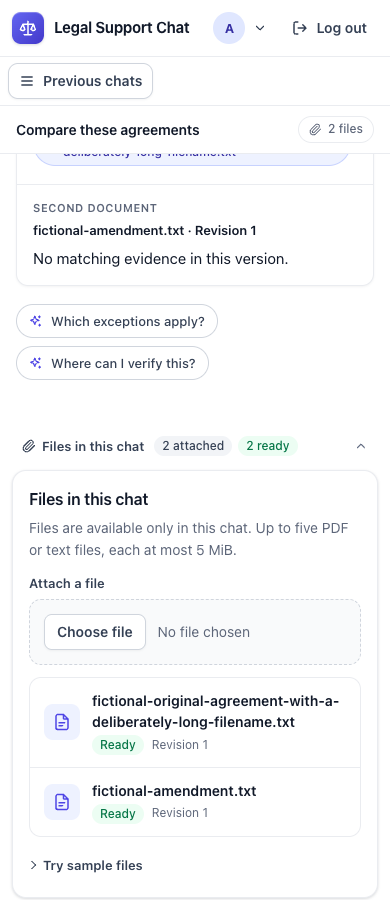 Legal Support Chat
A
Log out
Previous chats
Compare these agreements
2 files
deliberately-long-filename.txt
SECOND DOCUMENT
fictional-amendment.txt · Revision 1
No matching evidence in this version.
Which exceptions apply?
Where can I verify this?
Files in this chat
2 attached
2 ready
Files in this chat
Files are available only in this chat. Up to five PDF
or text files, each at most 5 MiB.
Attach a file
Choose file
No file chosen
fictional-original-agreement-with-a-
deliberately-long-filename.txt
Ready
Revision 1
fictional-amendment.txt
Ready
Revision 1
Try sample files